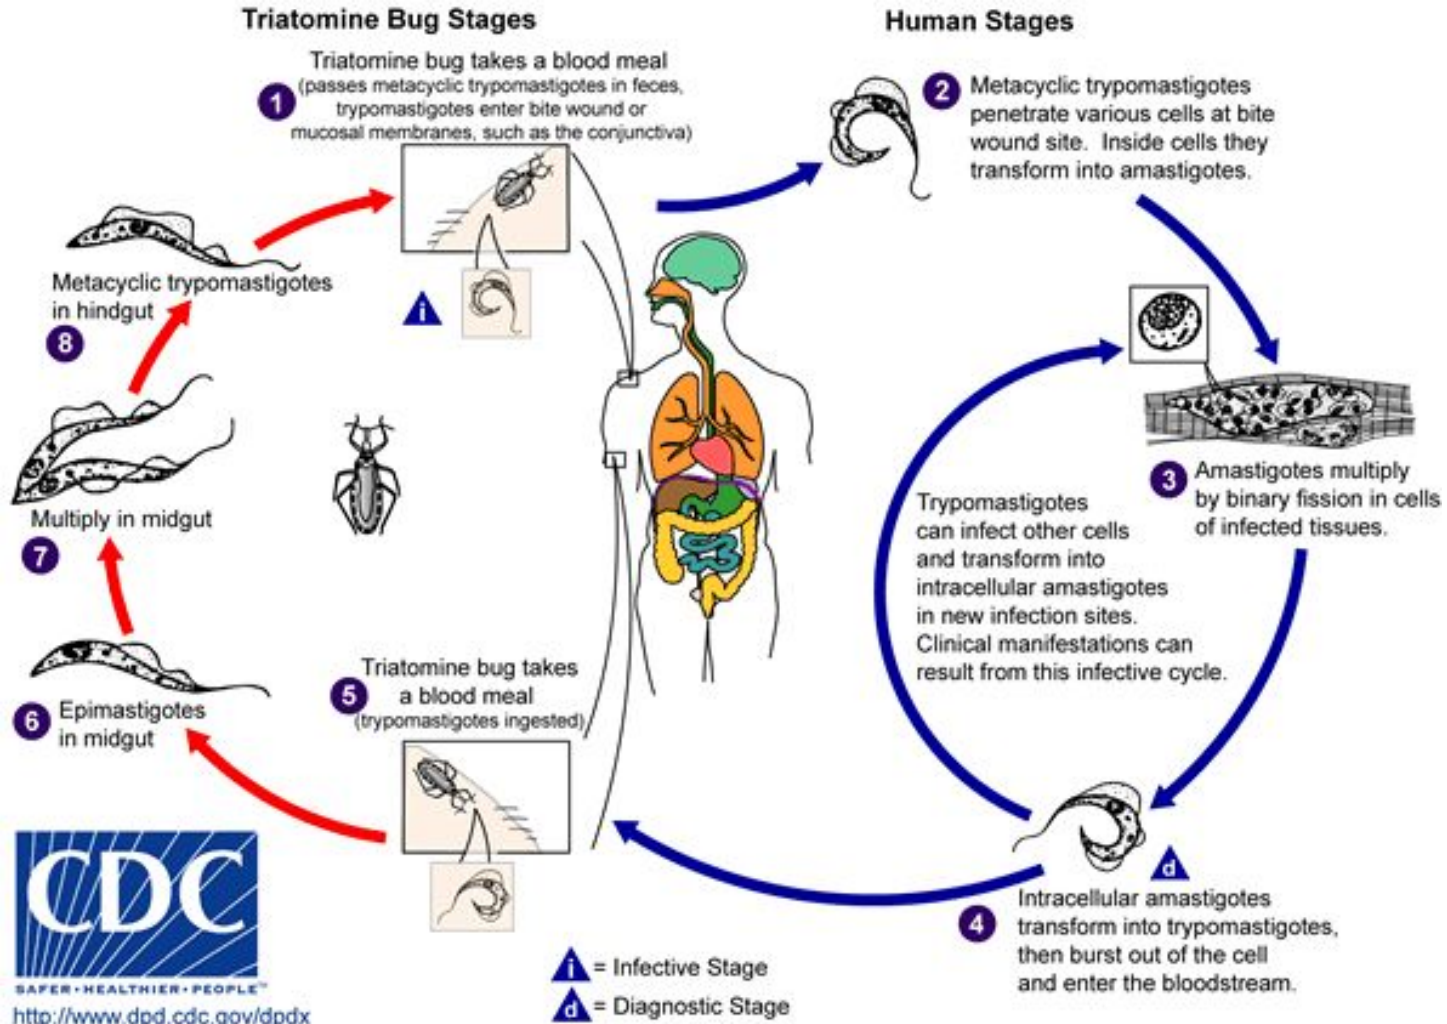 Triatomine Bug Stages
Human Stages
1
Triatomine bug takes a blood meal
(passes metacyclic trypomastigotes in feces,
trypomastigotes enter bite wound or
mucosal membranes, such as the conjunctiva)
i
2
Metacyclic trypomastigotes
penetrate various cells at bite
wound site. Inside cells they
transform into amastigotes.
3
Amastigotes multiply
by binary fission in cells
of infected tissues.
Trypomastigotes
can infect other cells
and transform into
intracellular amastigotes
in new infection sites.
Clinical manifestations can
result from this infective cycle.
d
4
Intracellular amastigotes
transform into trypomastigotes,
then burst out of the cell
and enter the bloodstream.
5
Triatomine bug takes
a blood meal
(trypomastigotes ingested)
6
Epimastigotes
in midgut
Multiply in midgut
7
Metacyclic trypomastigotes
in hindgut
8
i = Infective Stage
d = Diagnostic Stage
CDC
SAFER·HEALTHIER·PEOPLE™
http://www.dpd.cdc.gov/dpdx